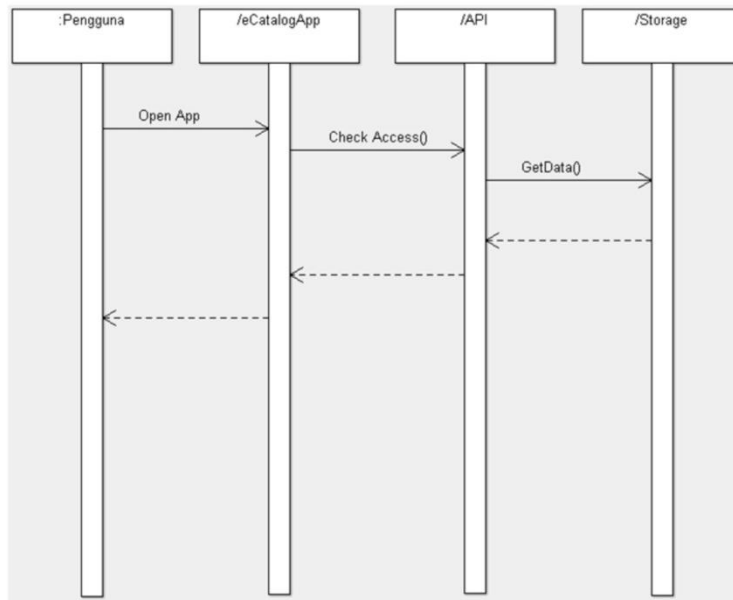 :Pengguna
/eCatalogApp
/API
/Storage
Open App
Check Access()
GetData()